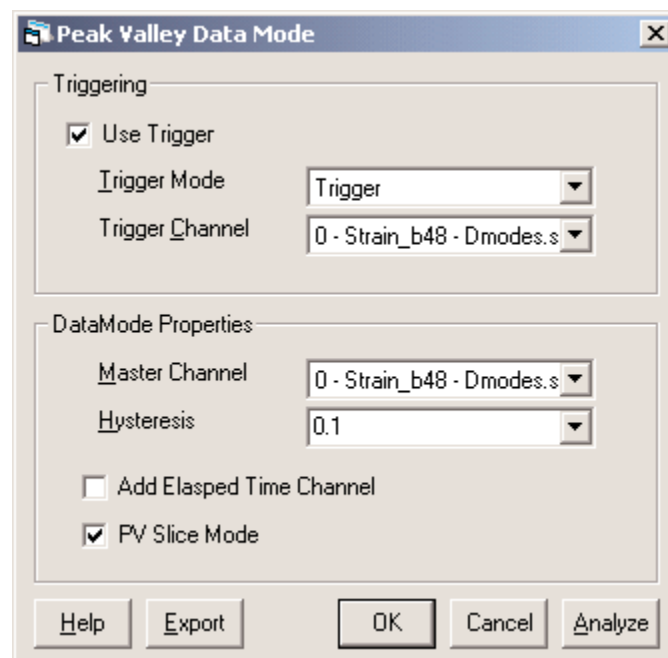 Peak Valley Data Mode
Triggering
Use Trigger
Trigger Mode
Trigger
Trigger Channel
0 - Strain_b48 - Dmodes.s
DataMode Properties
Master Channel
0 - Strain_b48 - Dmodes.s
Hysteresis
0.1
Add Elasped Time Channel
PV Slice Mode
Help
Export
OK
Cancel
Analyze